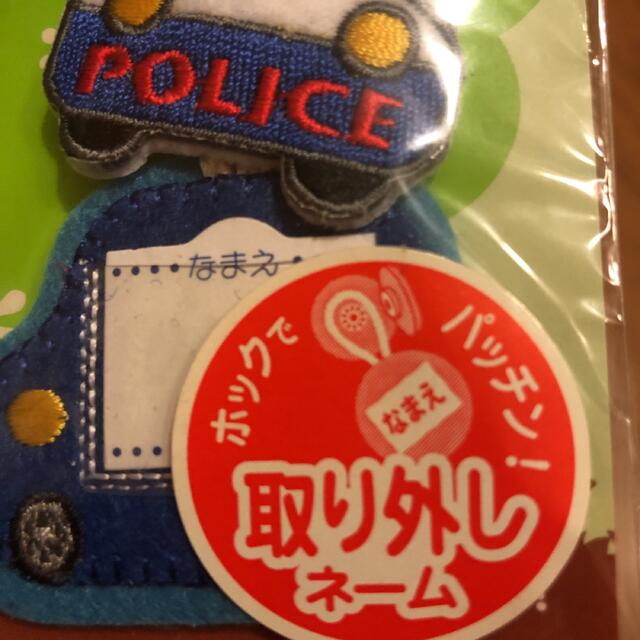 POLICE
なまえ
ホックで
パッチン!
なまえ
取り外し
ネーム